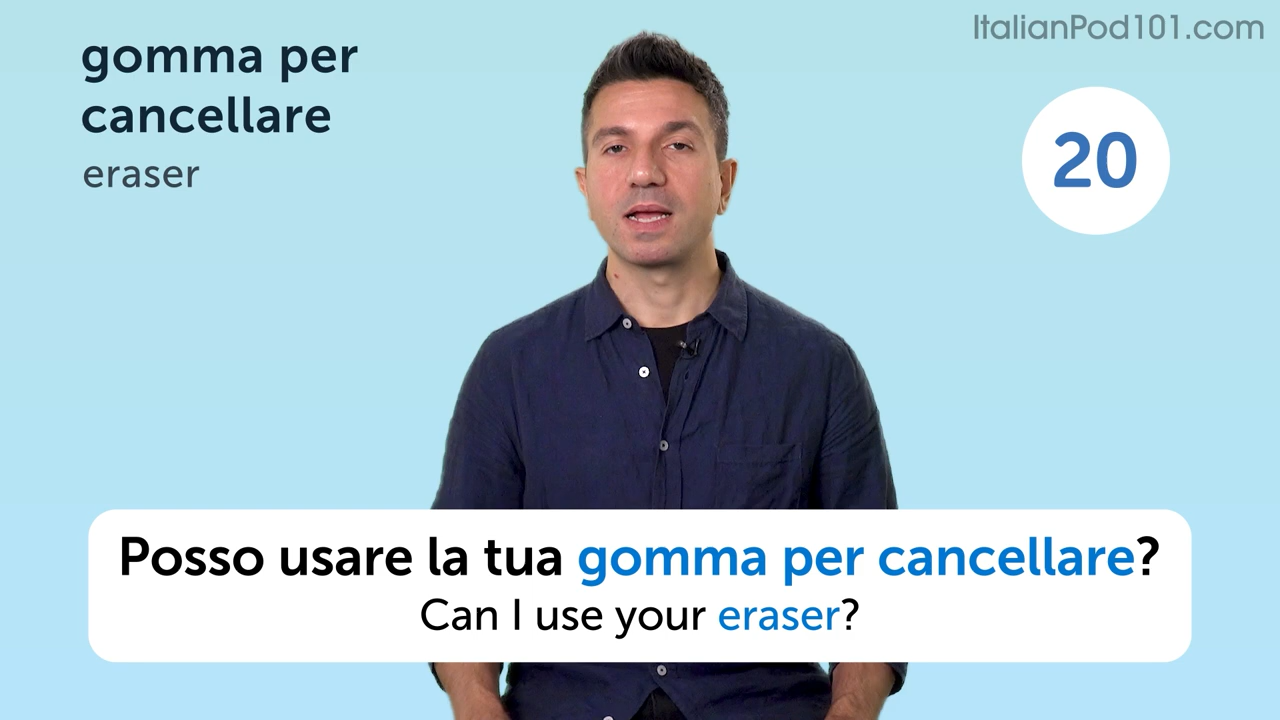 ItalianPod101.com
gomma per
cancellare
eraser
20
Posso usare la tua gomma per cancellare?
Can I use your eraser?